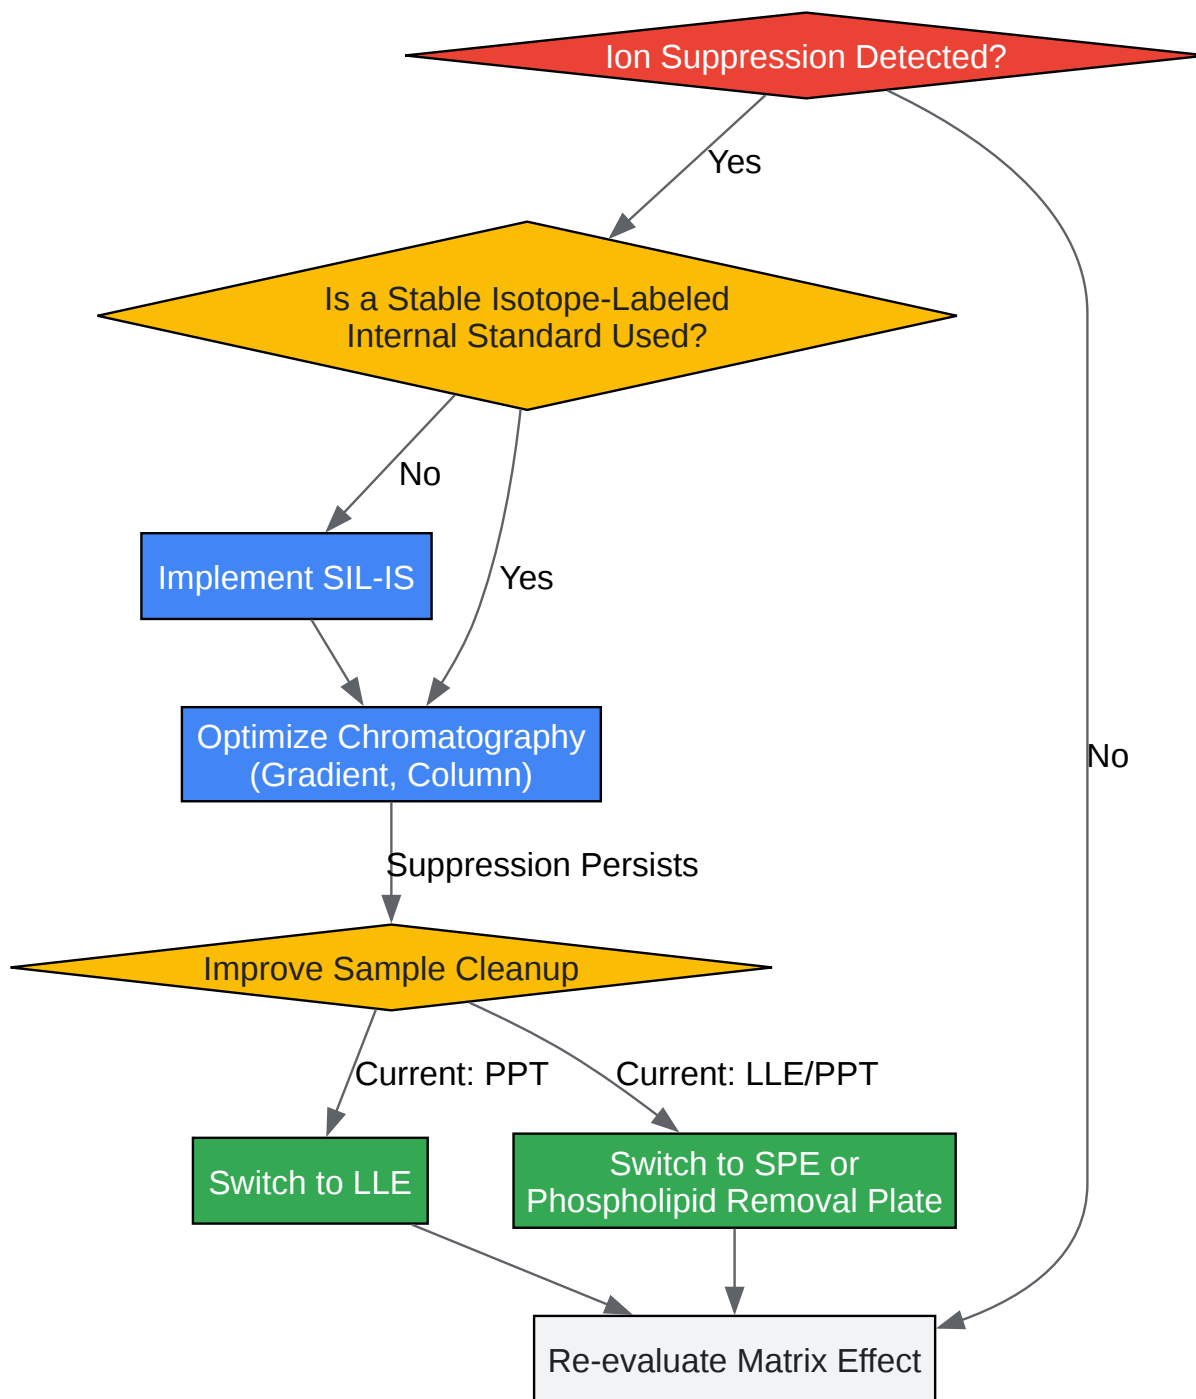 Ion Suppression Detected?
Yes
Is a Stable Isotope-Labeled
Internal Standard Used?
No
Implement SIL-IS
Yes
Optimize Chromatography
(Gradient, Column)
No
Suppression Persists
Improve Sample Cleanup
Current: PPT
Current: LLE/PPT
Switch to LLE
Switch to SPE or
Phospholipid Removal Plate
Re-evaluate Matrix Effect